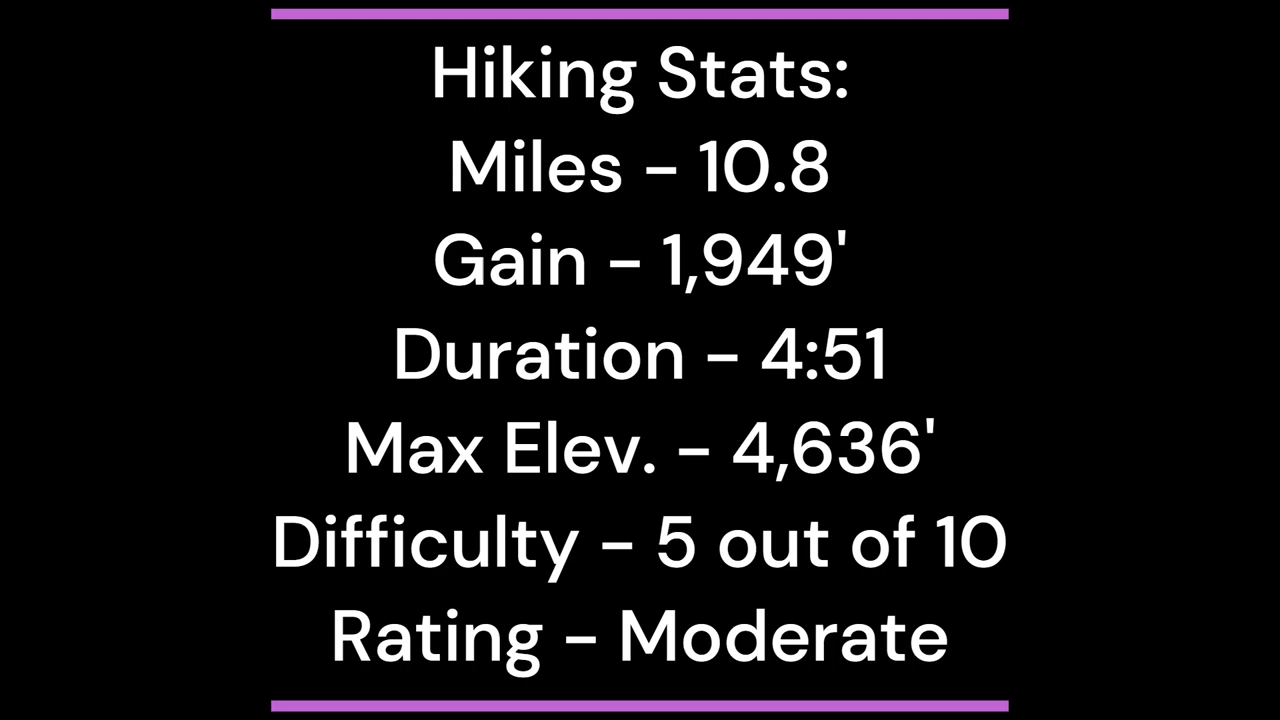 Hiking Stats:
Miles - 10.8
Gain - 1,949'
Duration - 4:51
Max Elev. - 4,636'
Difficulty - 5 out of 10
Rating - Moderate